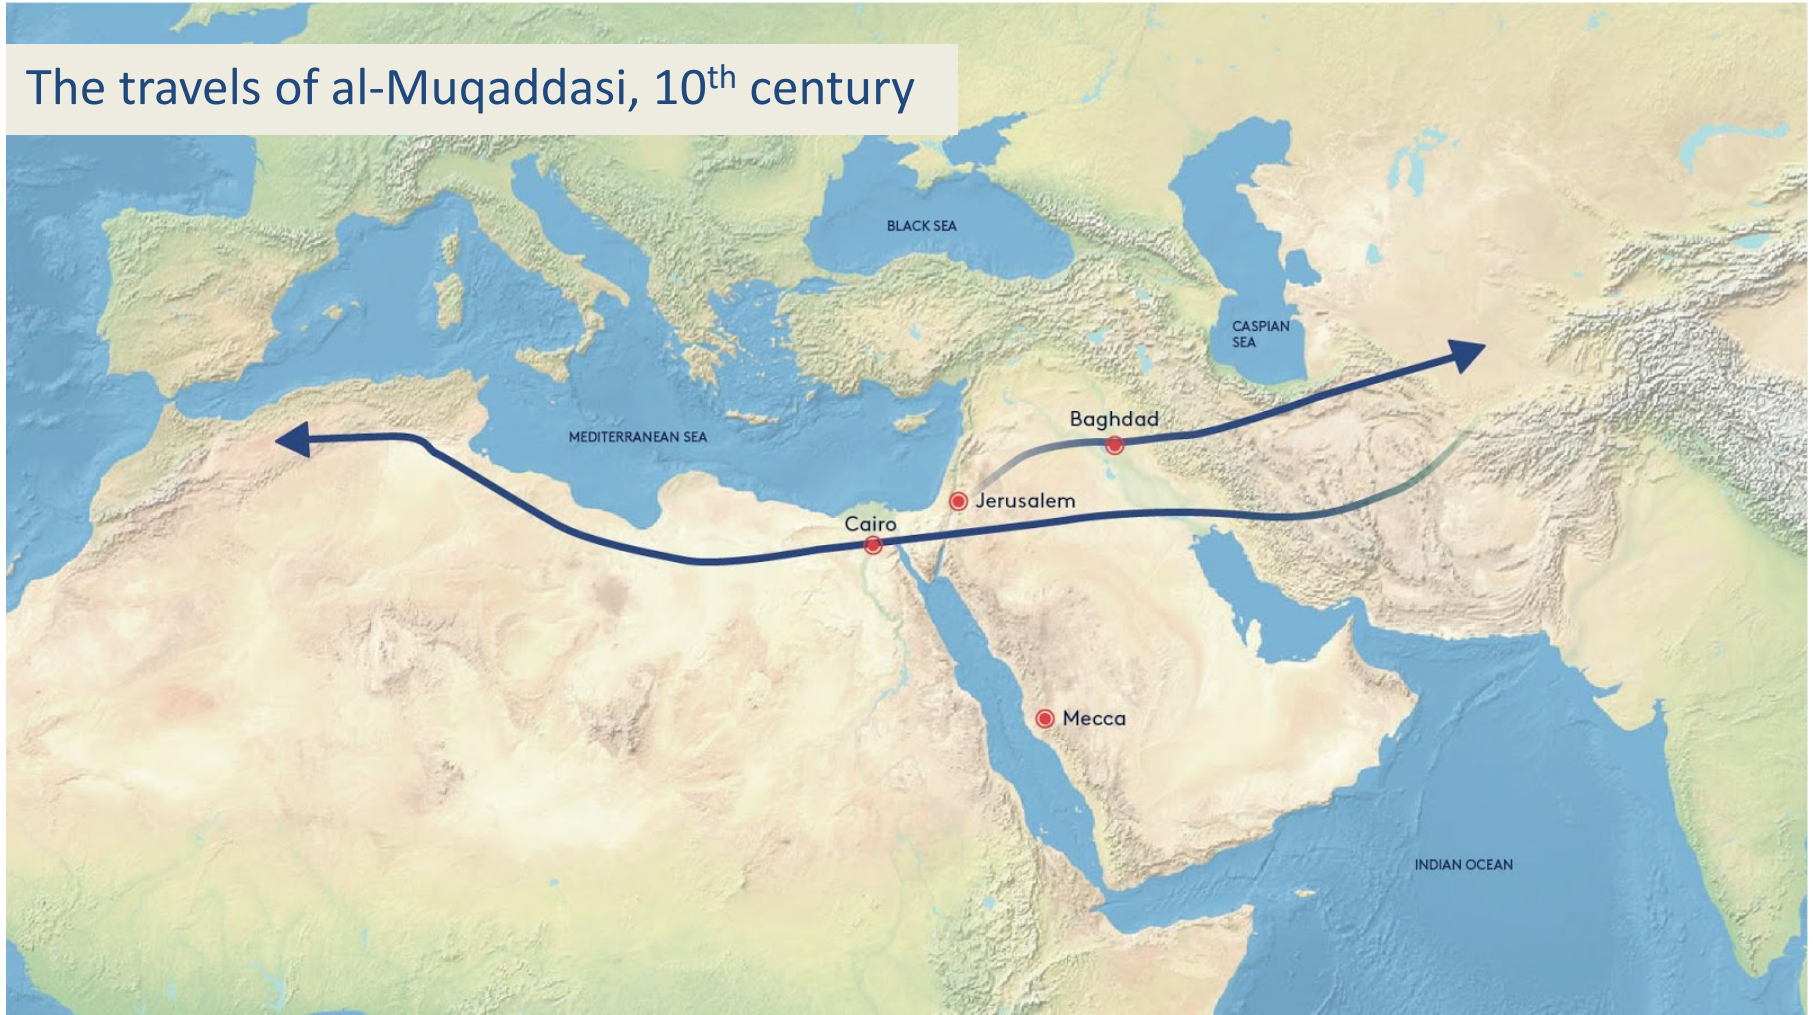 The travels of al-Muqaddasi, 10th century
BLACK SEA
CASPIAN
SEA
Baghdad
MEDITERRANEAN SEA
Jerusalem
Cairo
Mecca
INDIAN OCEAN